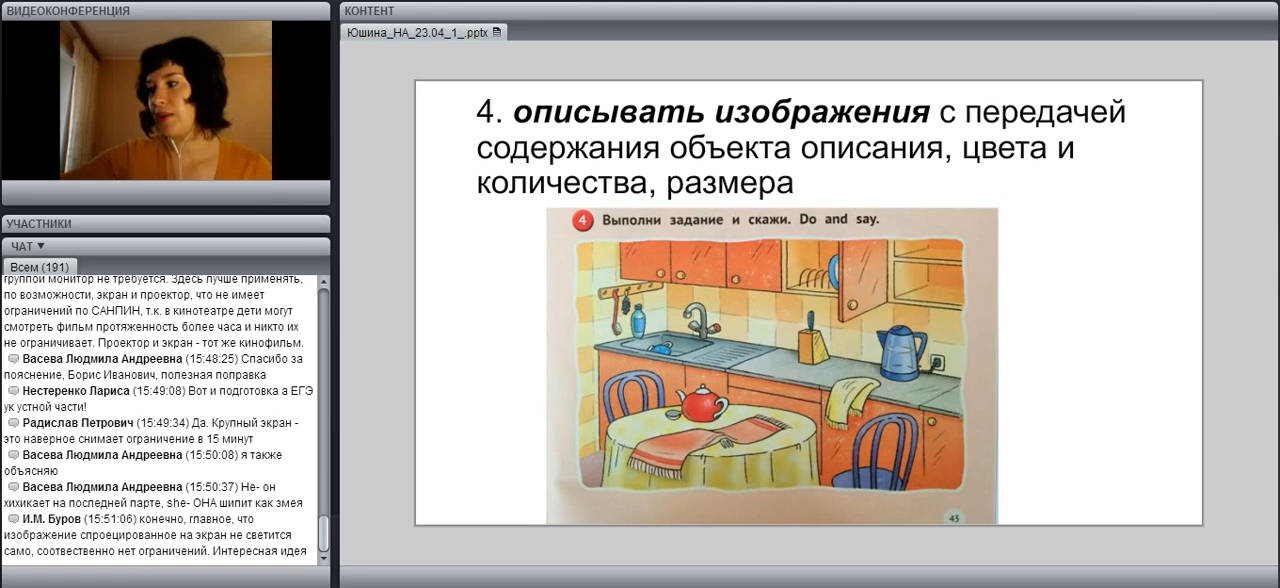 ВИДЕОКОНФЕРЕНЦИЯ
УЧАСТНИКИ
ЧАТ ▼
Всем (191)
группой монитор не требуется. Здесь лучше применять,
по возможности, экран и проектор, что не имеет
ограничений по САНПИН, т.к. в кинотеатре дети могут
смотреть фильм протяженность более часа и никто их
не ограничивает. Проектор и экран - тот же кинофильм.
Васева Людмила Андреевна (15:48:25) Спасибо за
пояснение, Борис Иванович, полезная поправка
Нестеренко Лариса (15:49:08) Вот и подготовка а ЕГЭ
ук устной части!
Радислав Петрович (15:49:34) Да. Крупный экран -
это наверное снимает ограничение в 15 минут
Васева Людмила Андреевна (15:50:08) я также
объясняю
Васева Людмила Андреевна (15:50:37) Не- он
хихикает на последней парте, she- ОНА шипит как змея
И.М. Буров (15:51:06) конечно, главное, что
изображение спроецированное на экран не светится
само, соотвественно нет ограничений. Интересная идея
КОНТЕНТ
Юшина_НА_23.04_1_.pptx
4. описывать изображения с передачей
содержания объекта описания, цвета и
количества, размера
4 Выполни задание и скажи. Do and say.
43